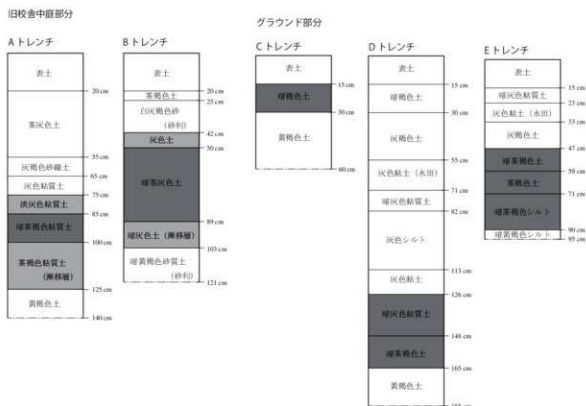 旧校舎中庭部分
Aトレンチ
表土
20 cm
茶灰色土
55 cm
灰褐色砂礫土
65 cm
灰色粘質土
75 cm
淡灰色粘質土
85 cm
暗茶褐色粘質土
100 cm
茶褐色粘質土
(漸移層)
125 cm
黄褐色土
140 cm
Bトレンチ
表土
20 cm
茶褐色土
25 cm
白灰褐色砂
(砂利)
42 cm
灰色土
50 cm
暗茶灰色土
89 cm
暗灰色土(漸移層)
103 cm
暗黄褐色砂質土
(砂利)
121 cm
グラウンド部分
Cトレンチ
表土
15 cm
暗褐色土
30 cm
黄褐色土
60 cm
Dトレンチ
表土
15 cm
暗褐色土
30 cm
灰褐色土
55 cm
灰色粘土(水田)
71 cm
暗灰色粘質土
82 cm
灰色シルト
113 cm
灰色粘土
126 cm
暗灰色粘質土
148 cm
暗茶褐色土
165 cm
黄褐色土
Eトレンチ
表土
15 cm
暗灰色粘質土
23 cm
灰色粘土(水田)
33 cm
灰褐色土
47 cm
暗茶褐色土
59 cm
茶褐色土
71 cm
暗茶褐色シルト
90 cm
暗黄褐色シルト
95 cm